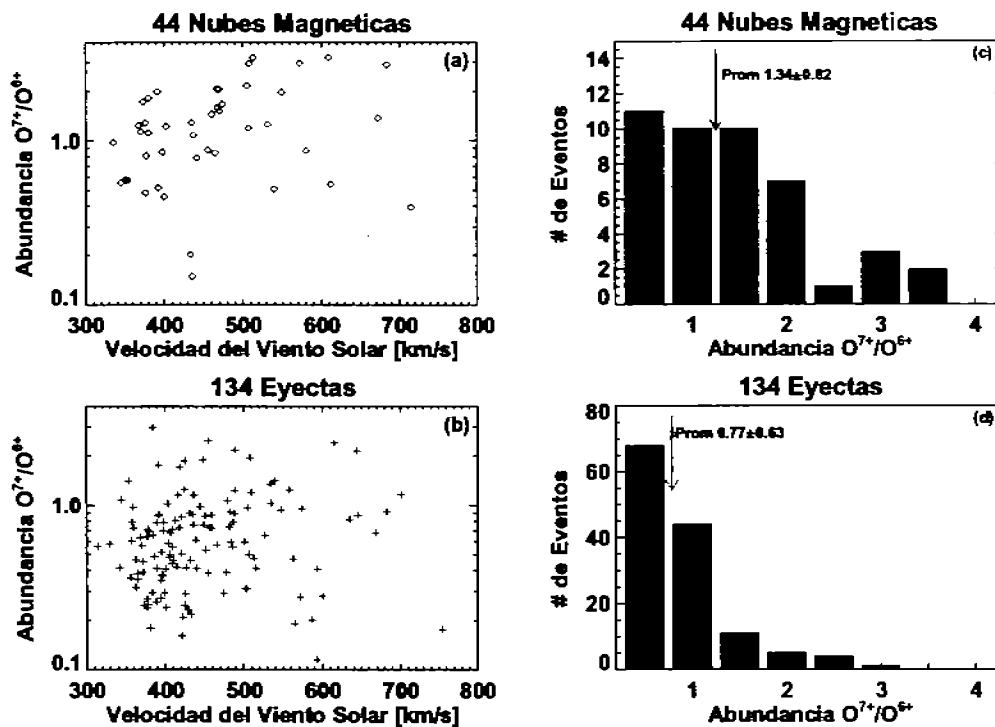 44 Nubes Magneticas
(a)
Abundancia O7+/O6+
1.0
0.1
300 400 500 600 700 800
Velocidad del Viento Solar [km/s]
44 Nubes Magneticas
(c)
Prom 1.34±0.82
# de Eventos
14
12
10
8
6
4
2
0
1 2 3 4
Abundancia O7+/O6+
134 Eyectas
(b)
Abundancia O7+/O6+
1.0
0.1
300 400 500 600 700 800
Velocidad del Viento Solar [km/s]
134 Eyectas
(d)
Prom 0.77±0.63
# de Eventos
80
60
40
20
0
1 2 3 4
Abundancia O7+/O6+